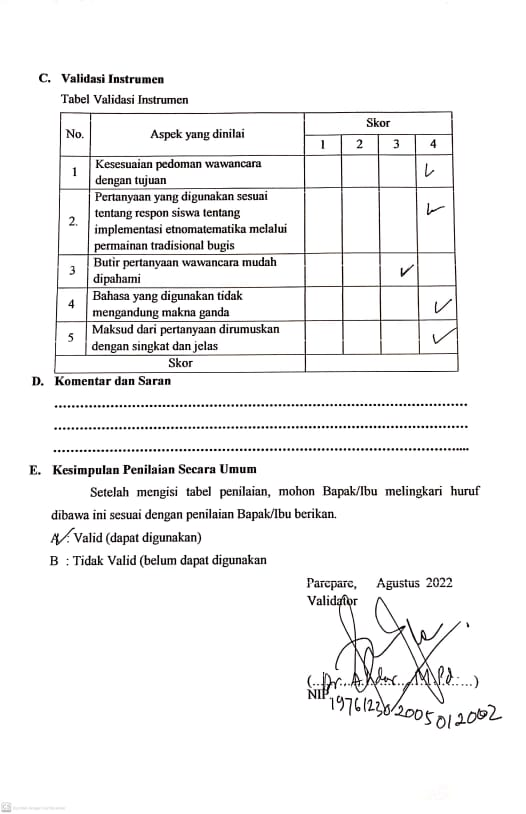 C. Validasi Instrumen
Tabel Validasi Instrumen
No. Aspek yang dinilai Skor
1 2 3 4
1 Kesesuaian pedoman wawancara
dengan tujuan
2. Pertanyaan yang digunakan sesuai
tentang respon siswa tentang
implementasi etnomatematika melalui
permainan tradisional bugis
3 Butir pertanyaan wawancara mudah
dipahami
4 Bahasa yang digunakan tidak
mengandung makna ganda
5 Maksud dari pertanyaan dirumuskan
dengan singkat dan jelas
Skor
D. Komentar dan Saran
E. Kesimpulan Penilaian Secara Umum
Setelah mengisi tabel penilaian, mohon Bapak/Ibu melingkari huruf
dibawa ini sesuai dengan penilaian Bapak/Ibu berikan.
A : Valid (dapat digunakan)
B : Tidak Valid (belum dapat digunakan
Parepare, Agustus 2022
Validator
(...Dr. M.Pd.....)
NIP